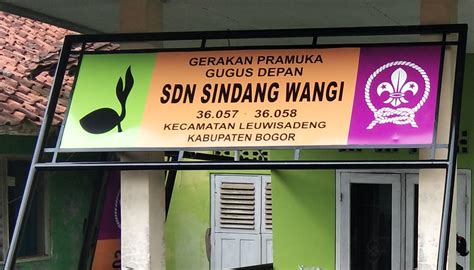 GERAKAN PRAMUKA
GUGUS DEPAN
SDN SINDANG WANGI
36.057 - 36.058
KECAMATAN LEUWISADENG
KABUPATEN BOGOR